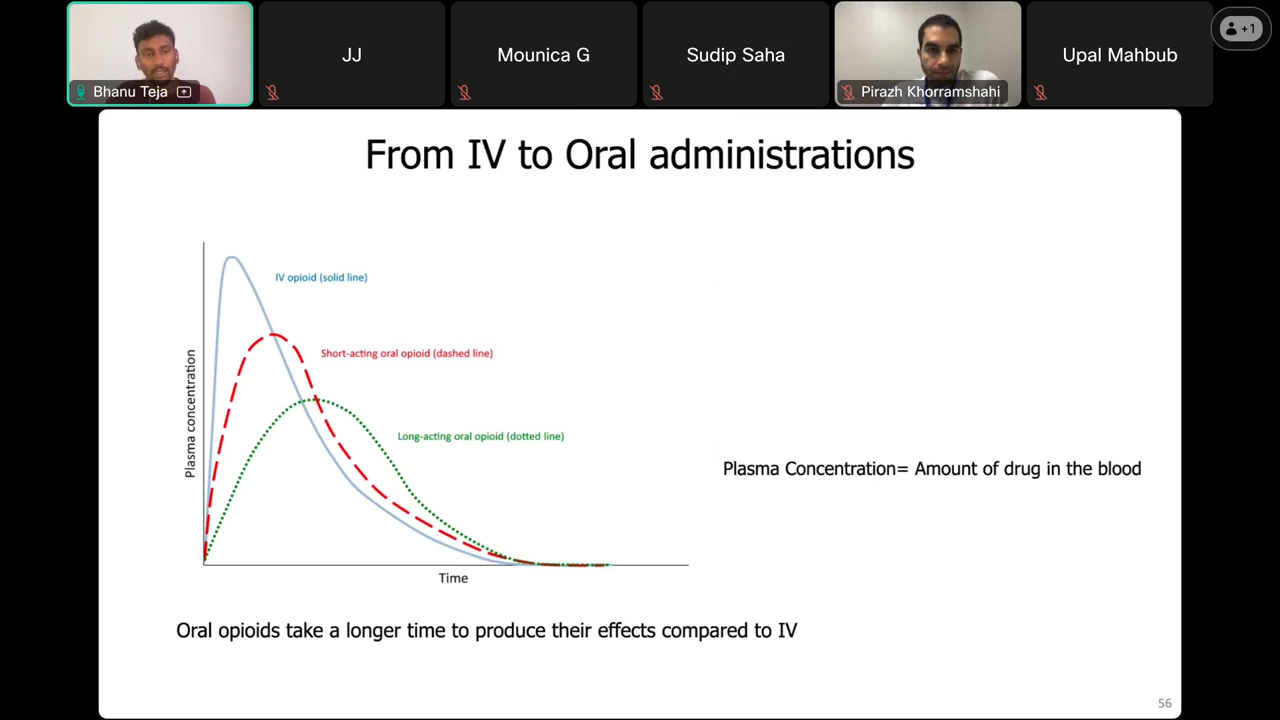 JJ
Mounica G
Sudip Saha
Upal Mahbub
+1
Bhanu Teja
Pirazh Khorramshahi
From IV to Oral administrations
IV opioid (solid line)
Short-acting oral opioid (dashed line)
Long-acting oral opioid (dotted line)
Plasma concentration
Time
Plasma Concentration= Amount of drug in the blood
Oral opioids take a longer time to produce their effects compared to IV
56